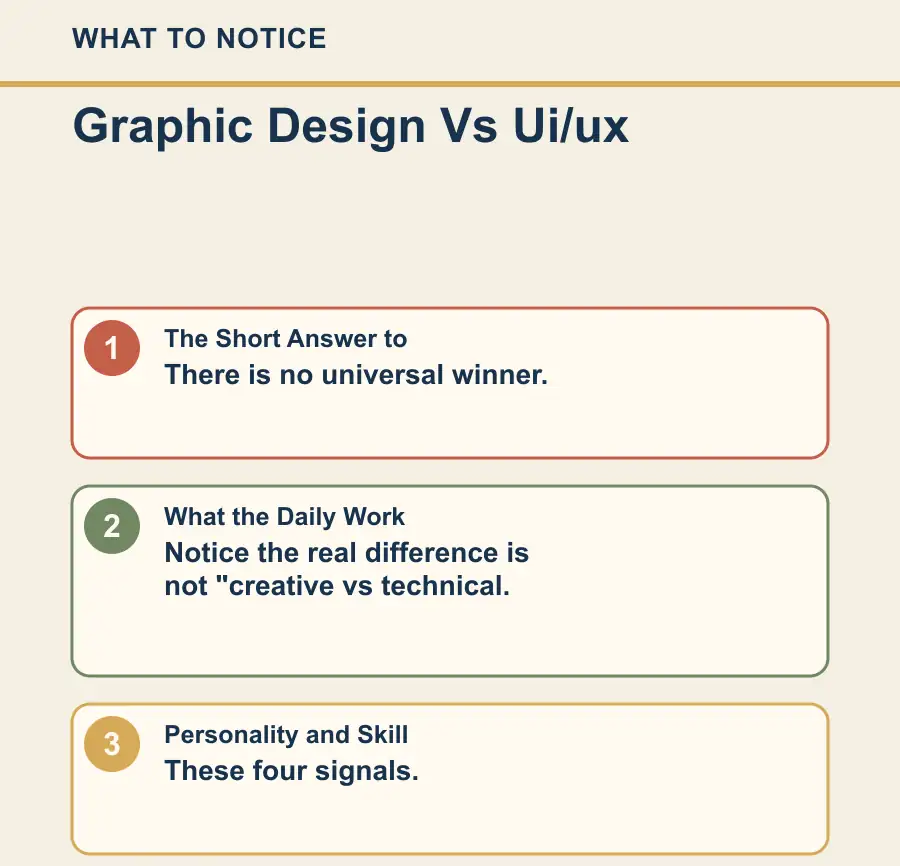 WHAT TO NOTICE
Graphic Design Vs Ui/ux
1
The Short Answer to
There is no universal winner.
2
What the Daily Work
Notice the real difference is
not "creative vs technical.
3
Personality and Skill
These four signals.